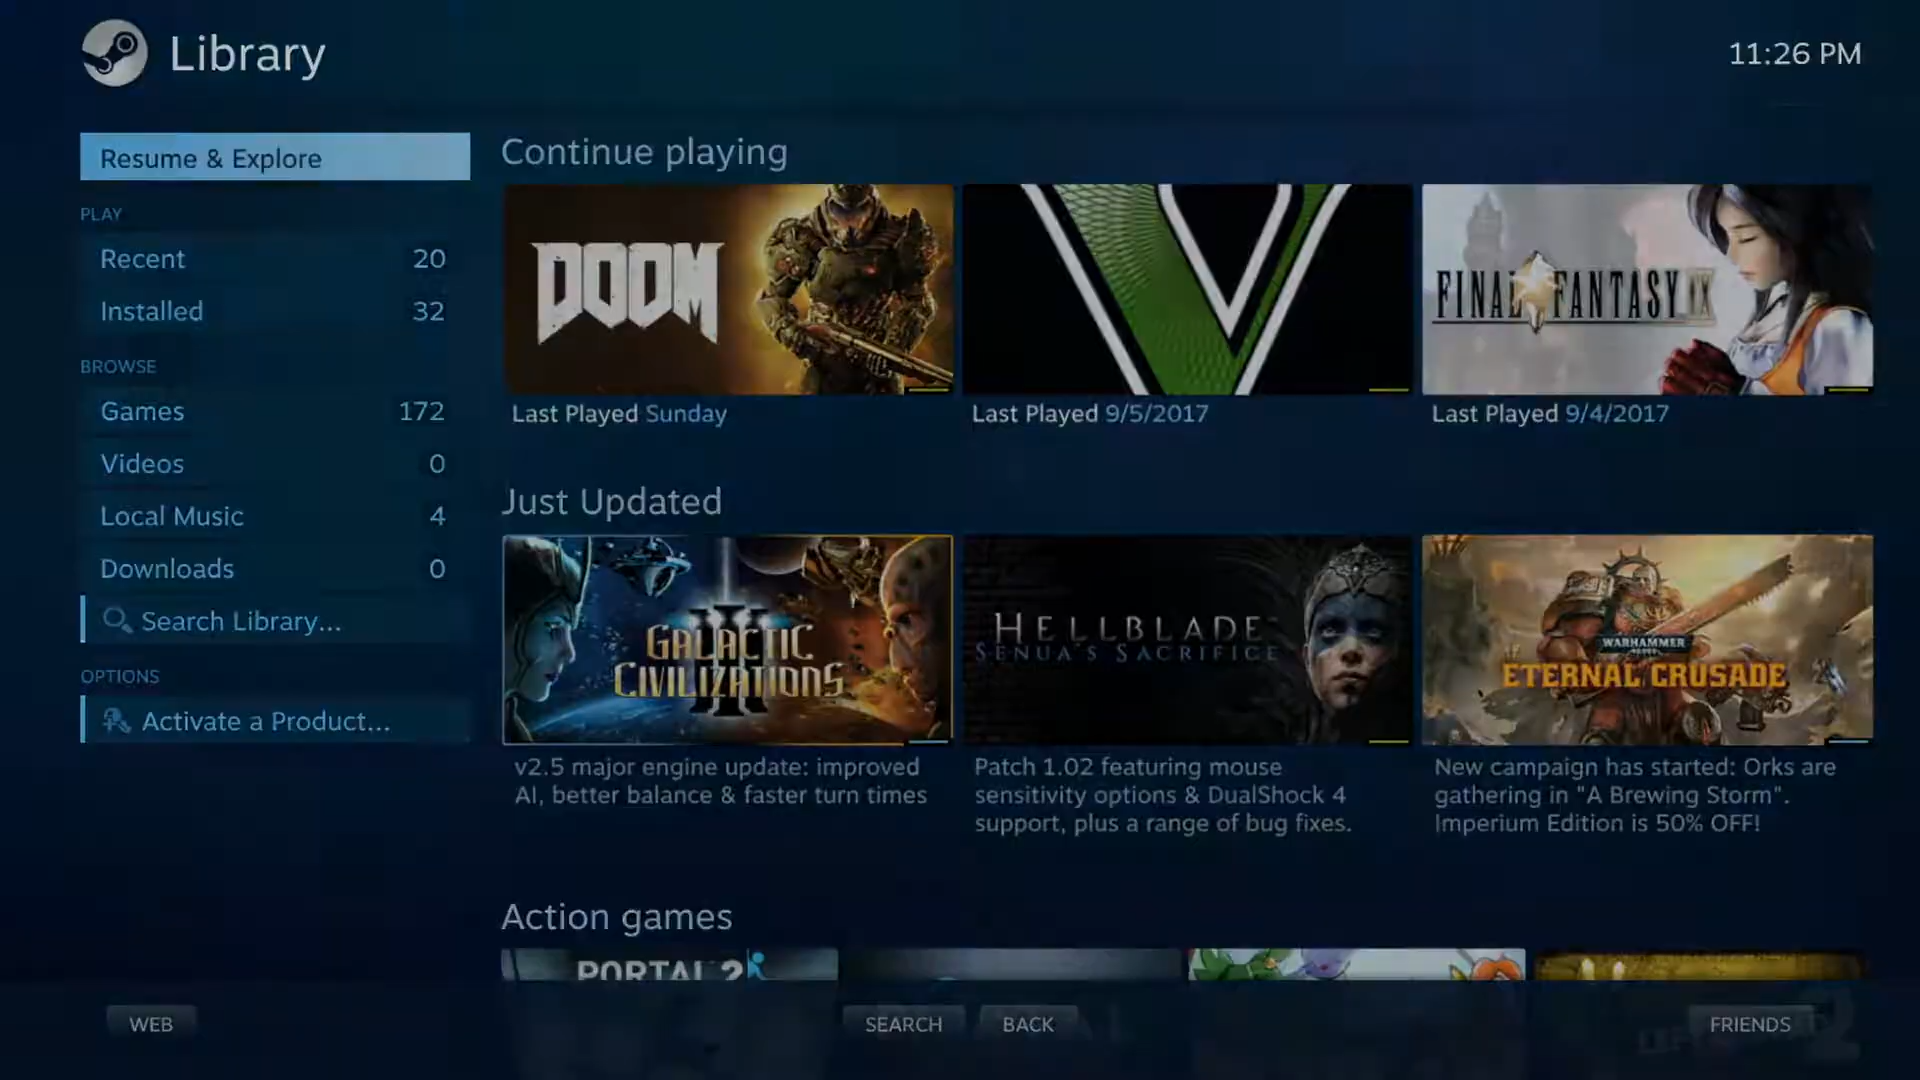 Library
11:26 PM
Resume & Explore
PLAY
Recent 20
Installed 32
BROWSE
Games 172
Videos 0
Local Music 4
Downloads 0
Search Library...
OPTIONS
Activate a Product...
Continue playing
DOOM
V
FINAL FANTASY IX
Last Played Sunday
Last Played 9/5/2017
Last Played 9/4/2017
Just Updated
III
GALACTIC
CIVILIZATIONS
HELLBLADE
SENUA'S SACRIFICE
WARHAMMER
ETERNAL CRUSADE
v2.5 major engine update: improved
AI, better balance & faster turn times
Patch 1.02 featuring mouse
sensitivity options & DualShock 4
support, plus a range of bug fixes.
New campaign has started: Orks are
gathering in "A Brewing Storm".
Imperium Edition is 50% OFF!
Action games
PORTAL 2
WEB
SEARCH
BACK
FRIENDS